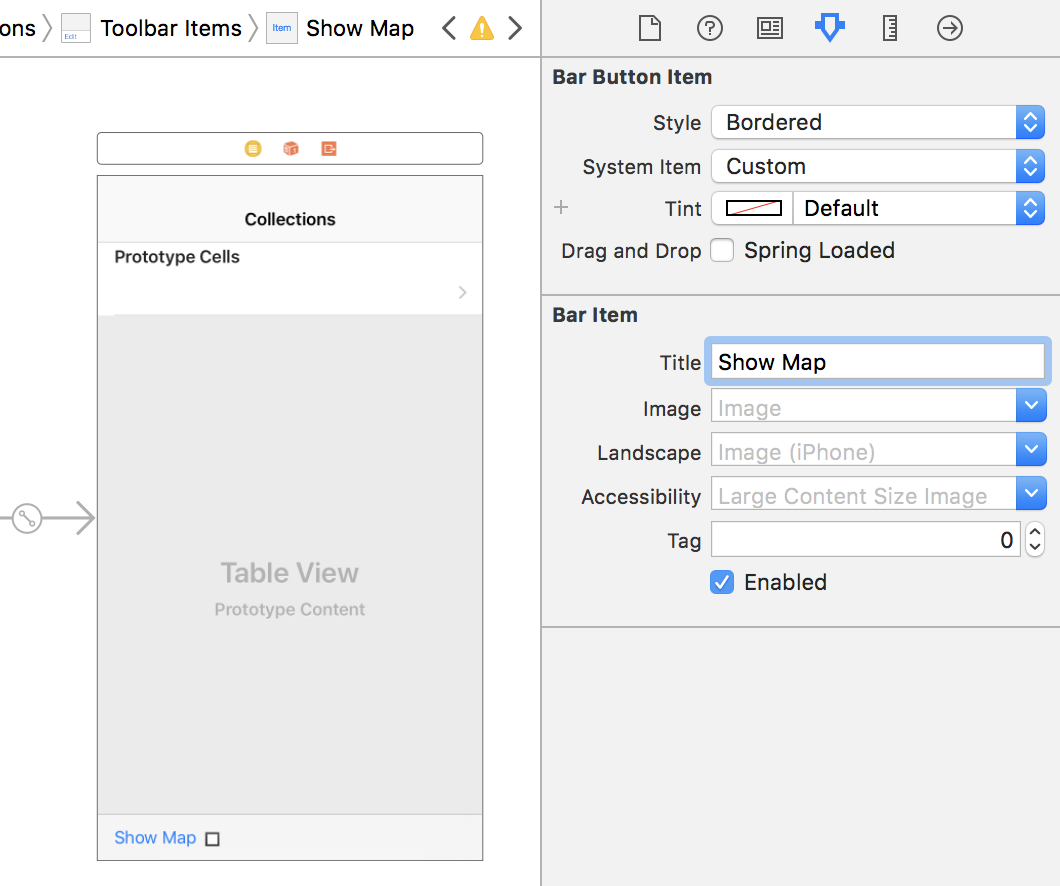 ons Edit Toolbar Items Item Show Map
Collections
Prototype Cells
Table View
Prototype Content
Show Map
Bar Button Item
Style Bordered
System Item Custom
+ Tint Default
Drag and Drop Spring Loaded
Bar Item
Title Show Map
Image Image
Landscape Image (iPhone)
Accessibility Large Content Size Image
Tag 0
Enabled